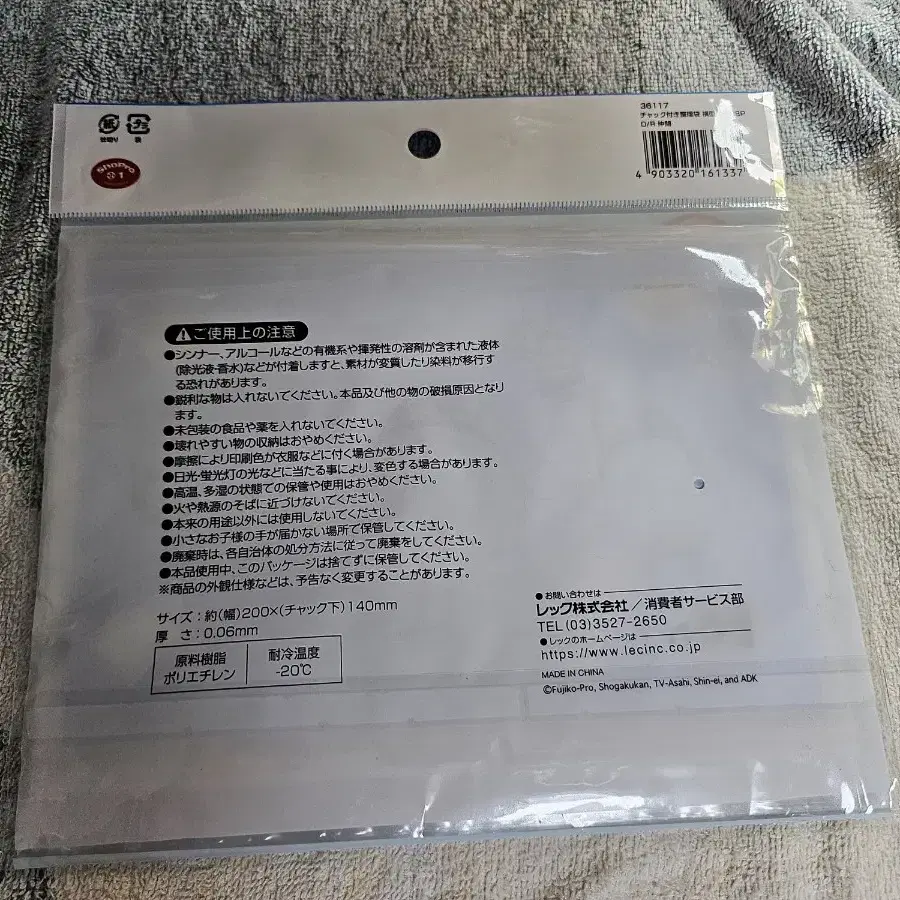 36117
チャック付き整理袋
D/R 仲間
4 903320 161337
プラ
袋
ShoPro
1
ご使用上の注意
●シンナー、アルコールなどの有機系や揮発性の溶剤が含まれた液体
(除光液・香水)などが付着しますと、素材が変質したり染料が移行す
る恐れがあります。
●鋭利な物は入れないでください。本品及び他の物の破損原因となり
ます。
●未包装の食品や薬を入れないでください。
●壊れやすい物の収納はおやめください。
●摩擦により印刷色が衣服などに付く場合があります。
●日光・蛍光灯の光などに当たる事により、変色する場合があります。
●高温、多湿の状態での保管や使用はおやめください。
●火や熱源のそばに近づけないでください。
●本来の用途以外には使用しないでください。
●小さなお子様の手が届かない場所で保管してください。
●廃棄時は、各自治体の処分方法に従って廃棄をしてください。
●本品使用中、このパッケージは捨てずに保管してください。
※商品の外観仕様などは、予告なく変更することがあります。
サイズ:約(幅)200×(チャック下)140mm
厚 さ:0.06mm
原料樹脂 耐冷温度
ポリエチレン -20℃
●お問い合わせは
レック株式会社/消費者サービス部
TEL(03)3527-2650
●レックのホームページは
https://www.lecinc.co.jp
MADE IN CHINA
©Fujiko-Pro, Shogakukan, TV-Asahi, Shin-ei, and ADK